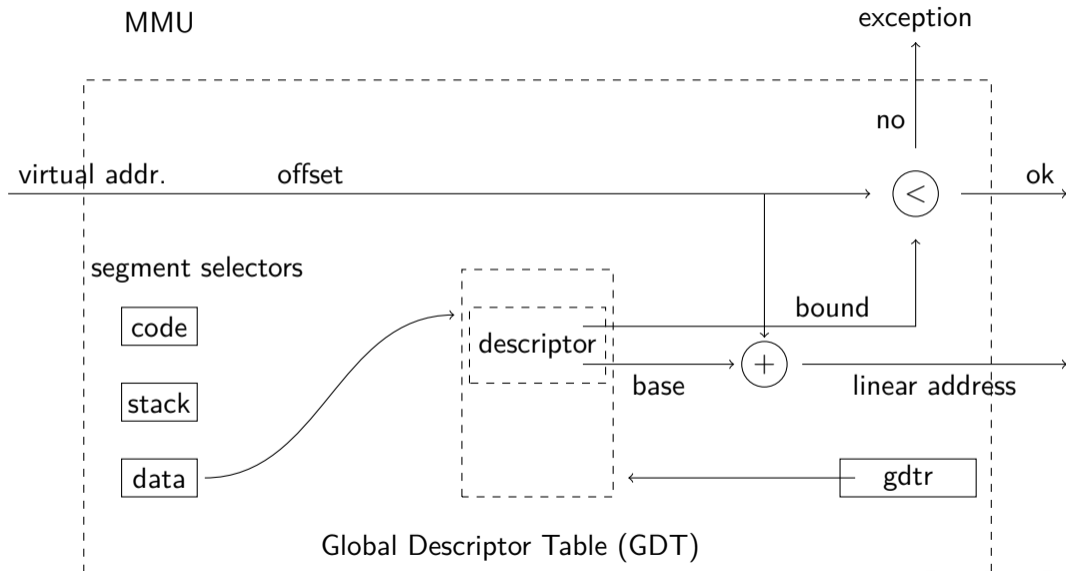 MMU
exception
no
virtual addr.
offset
<
ok
segment selectors
code
bound
descriptor
+
stack
base
linear address
data
gdtr
Global Descriptor Table (GDT)